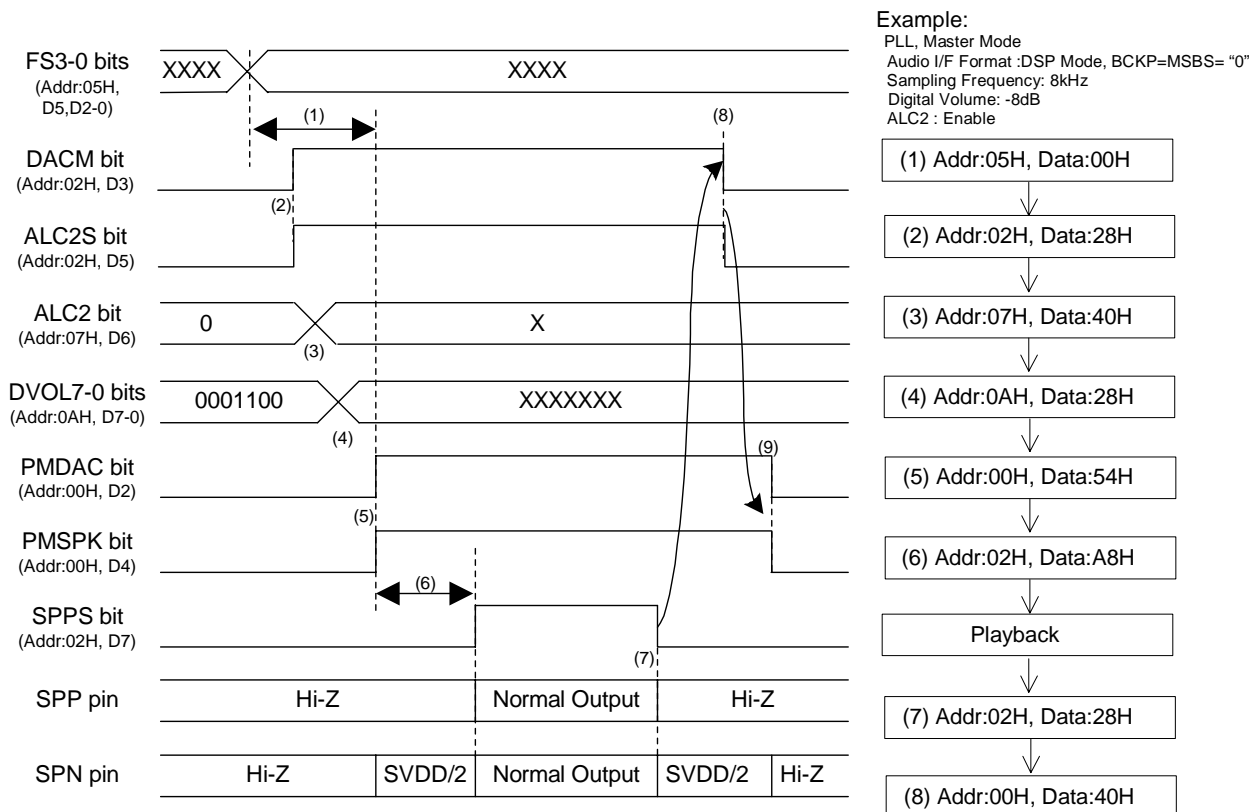 Example:
PLL, Master Mode
Audio I/F Format :DSP Mode, BCKP=MSBS= “0”
Sampling Frequency: 8kHz
Digital Volume: -8dB
ALC2 : Enable
FS3-0 bits
(Addr:05H,
D5,D2-0)
XXXX
XXXX
(1)
(8)
DACM bit
(Addr:02H, D3)
(2)
ALC2S bit
(Addr:02H, D5)
ALC2 bit
(Addr:07H, D6)
0
X
(3)
DVOL7-0 bits
(Addr:0AH, D7-0)
0001100
XXXXXXX
(4)
PMDAC bit
(Addr:00H, D2)
(9)
(5)
PMSPK bit
(Addr:00H, D4)
(6)
SPPS bit
(Addr:02H, D7)
(7)
SPP pin
Hi-Z
Normal Output
Hi-Z
SPN pin
Hi-Z
SVDD/2
Normal Output
SVDD/2
Hi-Z
(1) Addr:05H, Data:00H
(2) Addr:02H, Data:28H
(3) Addr:07H, Data:40H
(4) Addr:0AH, Data:28H
(5) Addr:00H, Data:54H
(6) Addr:02H, Data:A8H
Playback
(7) Addr:02H, Data:28H
(8) Addr:00H, Data:40H